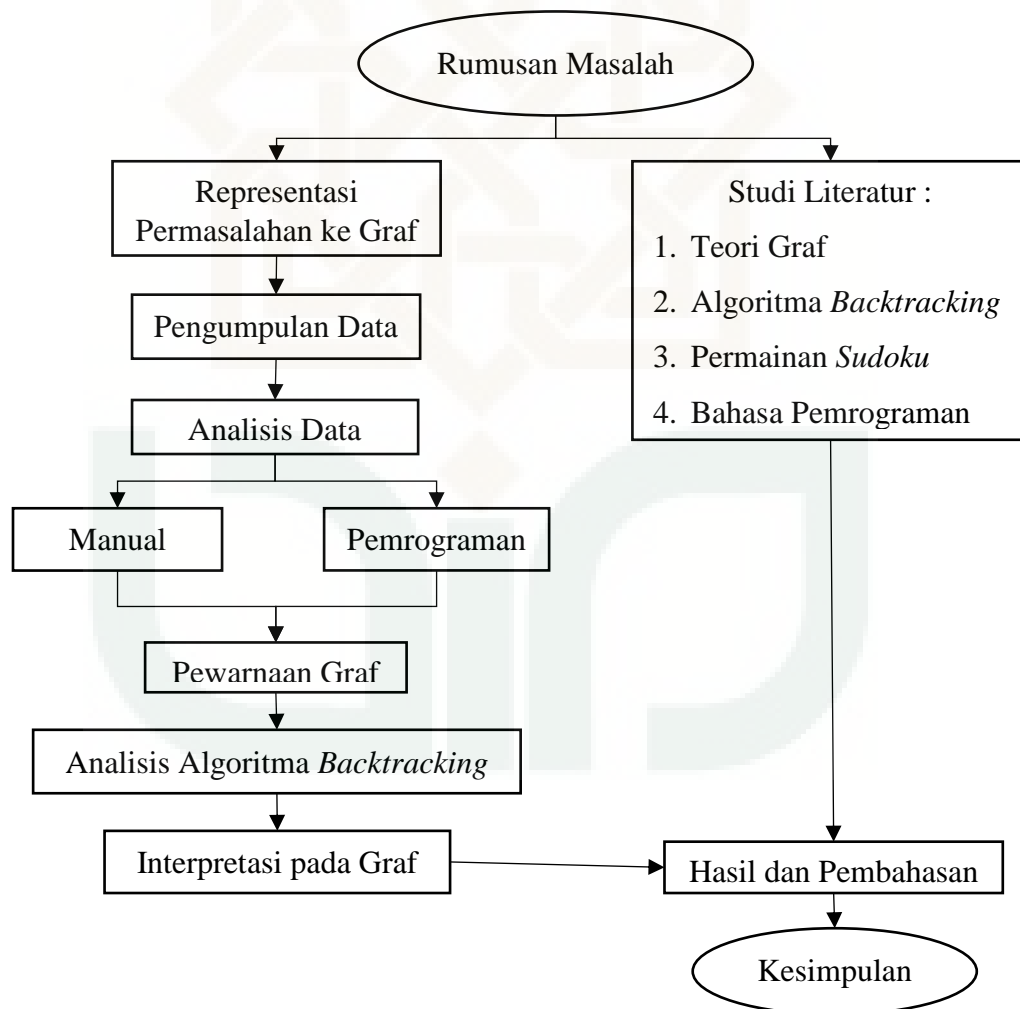 Rumusan Masalah
Representasi
Permasalahan ke Graf
Studi Literatur :
1. Teori Graf
2. Algoritma Backtracking
3. Permainan Sudoku
4. Bahasa Pemrograman
Pengumpulan Data
Analisis Data
Manual
Pemrograman
Pewarnaan Graf
Analisis Algoritma Backtracking
Interpretasi pada Graf
Hasil dan Pembahasan
Kesimpulan